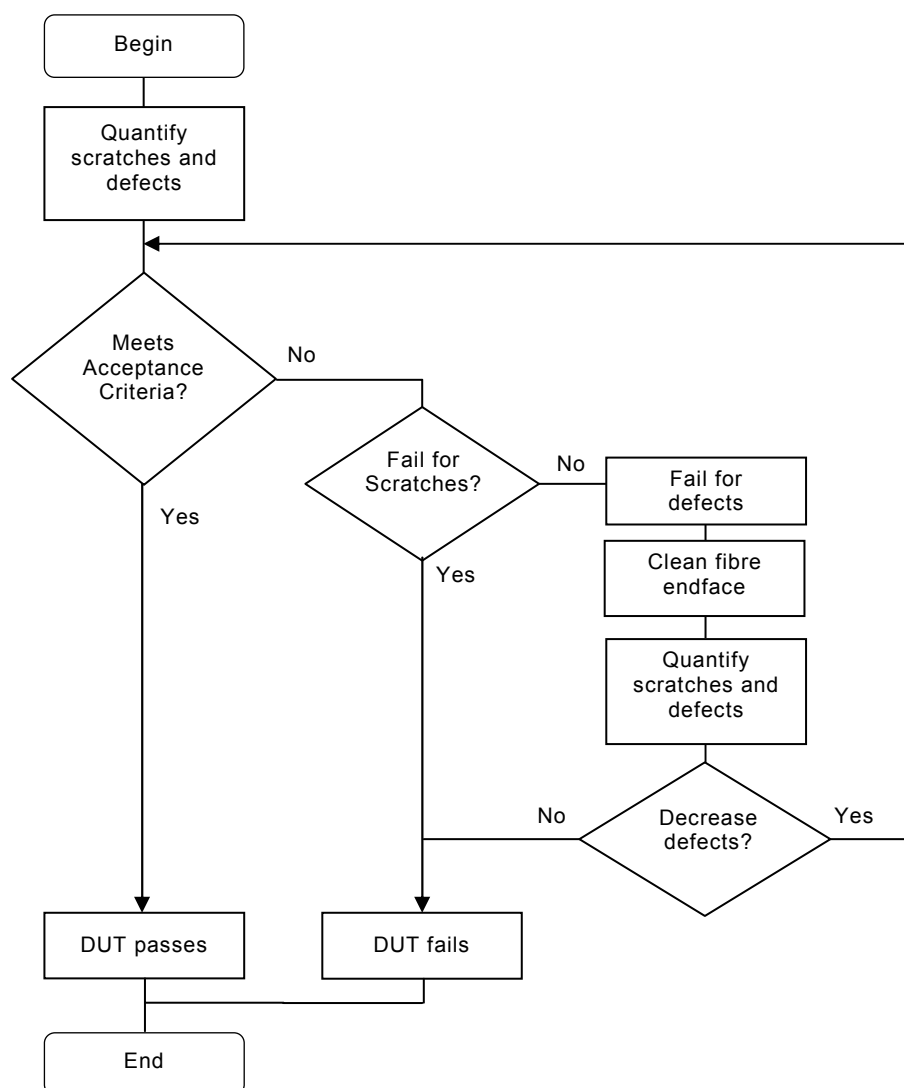 Begin
Quantify
scratches and
defects
Meets
Acceptance
Criteria?
No
Yes
Fail for
Scratches?
No
Yes
Fail for
defects
Clean fibre
endface
Quantify
scratches and
defects
Decrease
defects?
No
Yes
DUT passes
DUT fails
End